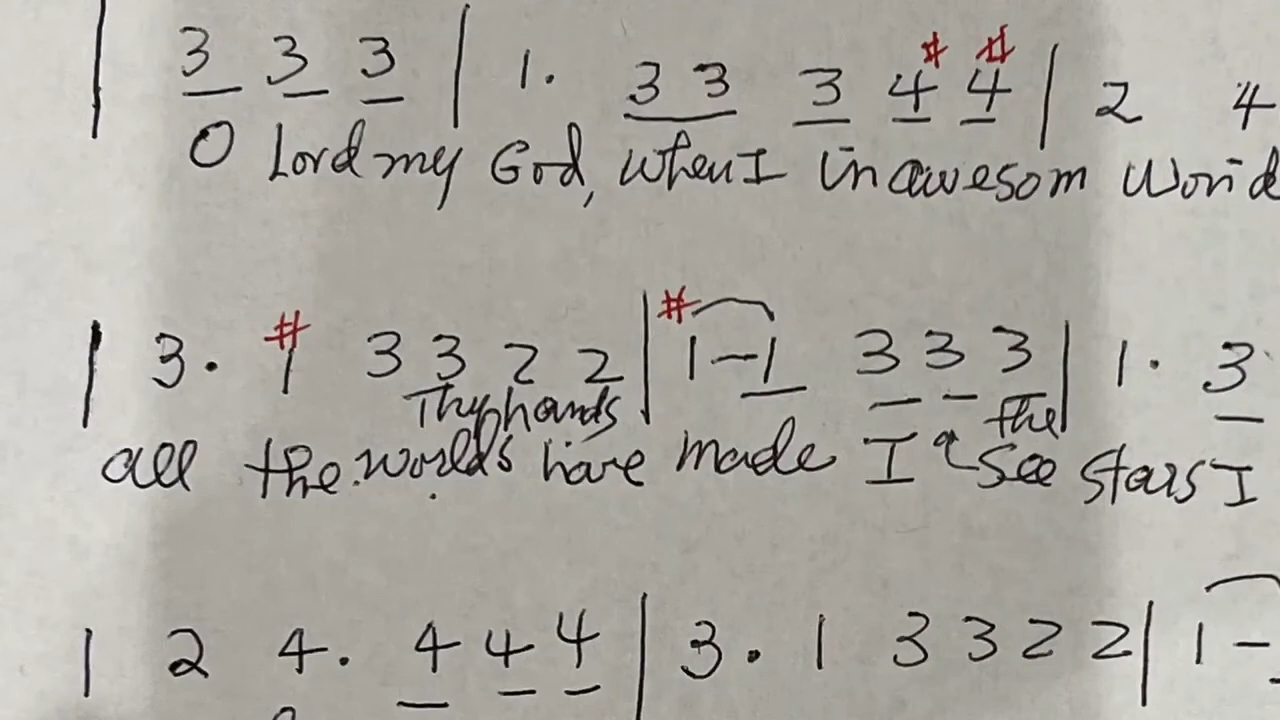 | 3 3 3 | 1. 3 3 3 4# 4# | 2 4
O Lord my God, when I in awesom
| 3. #1 3 3 2 2 | #1-1 3 3 3 | 1. 3
Thy hands the
all the worlds have made I see stars I
| 2 4. 4 4 4 | 3. 1 3 3 2 2 | 1-